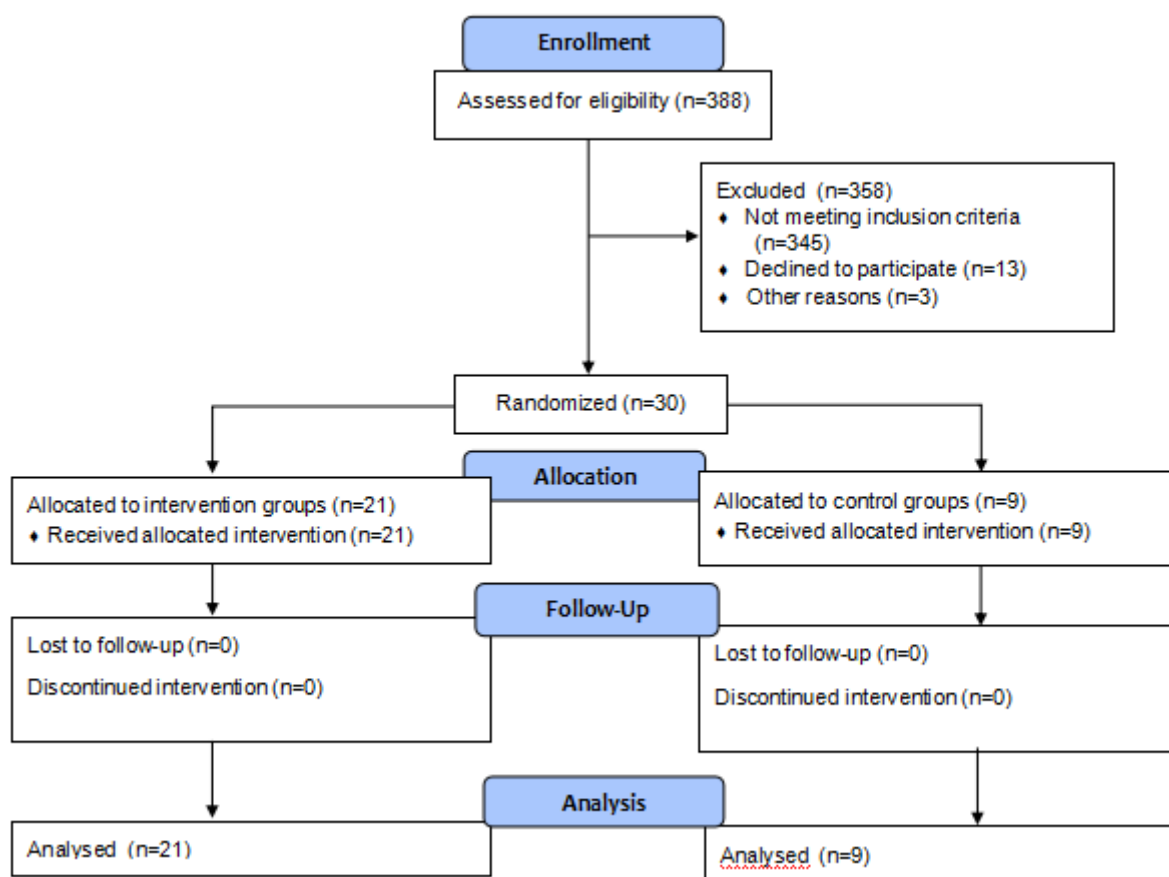 Enrollment
Assessed for eligibility (n=388)
Excluded (n=358)
♦ Not meeting inclusion criteria
(n=345)
♦ Declined to participate (n=13)
♦ Other reasons (n=3)
Randomized (n=30)
Allocation
Allocated to intervention groups (n=21)
♦ Received allocated intervention (n=21)
Allocated to control groups (n=9)
♦ Received allocated intervention (n=9)
Follow-Up
Lost to follow-up (n=0)
Discontinued intervention (n=0)
Lost to follow-up (n=0)
Discontinued intervention (n=0)
Analysis
Analysed (n=21)
Analysed (n=9)